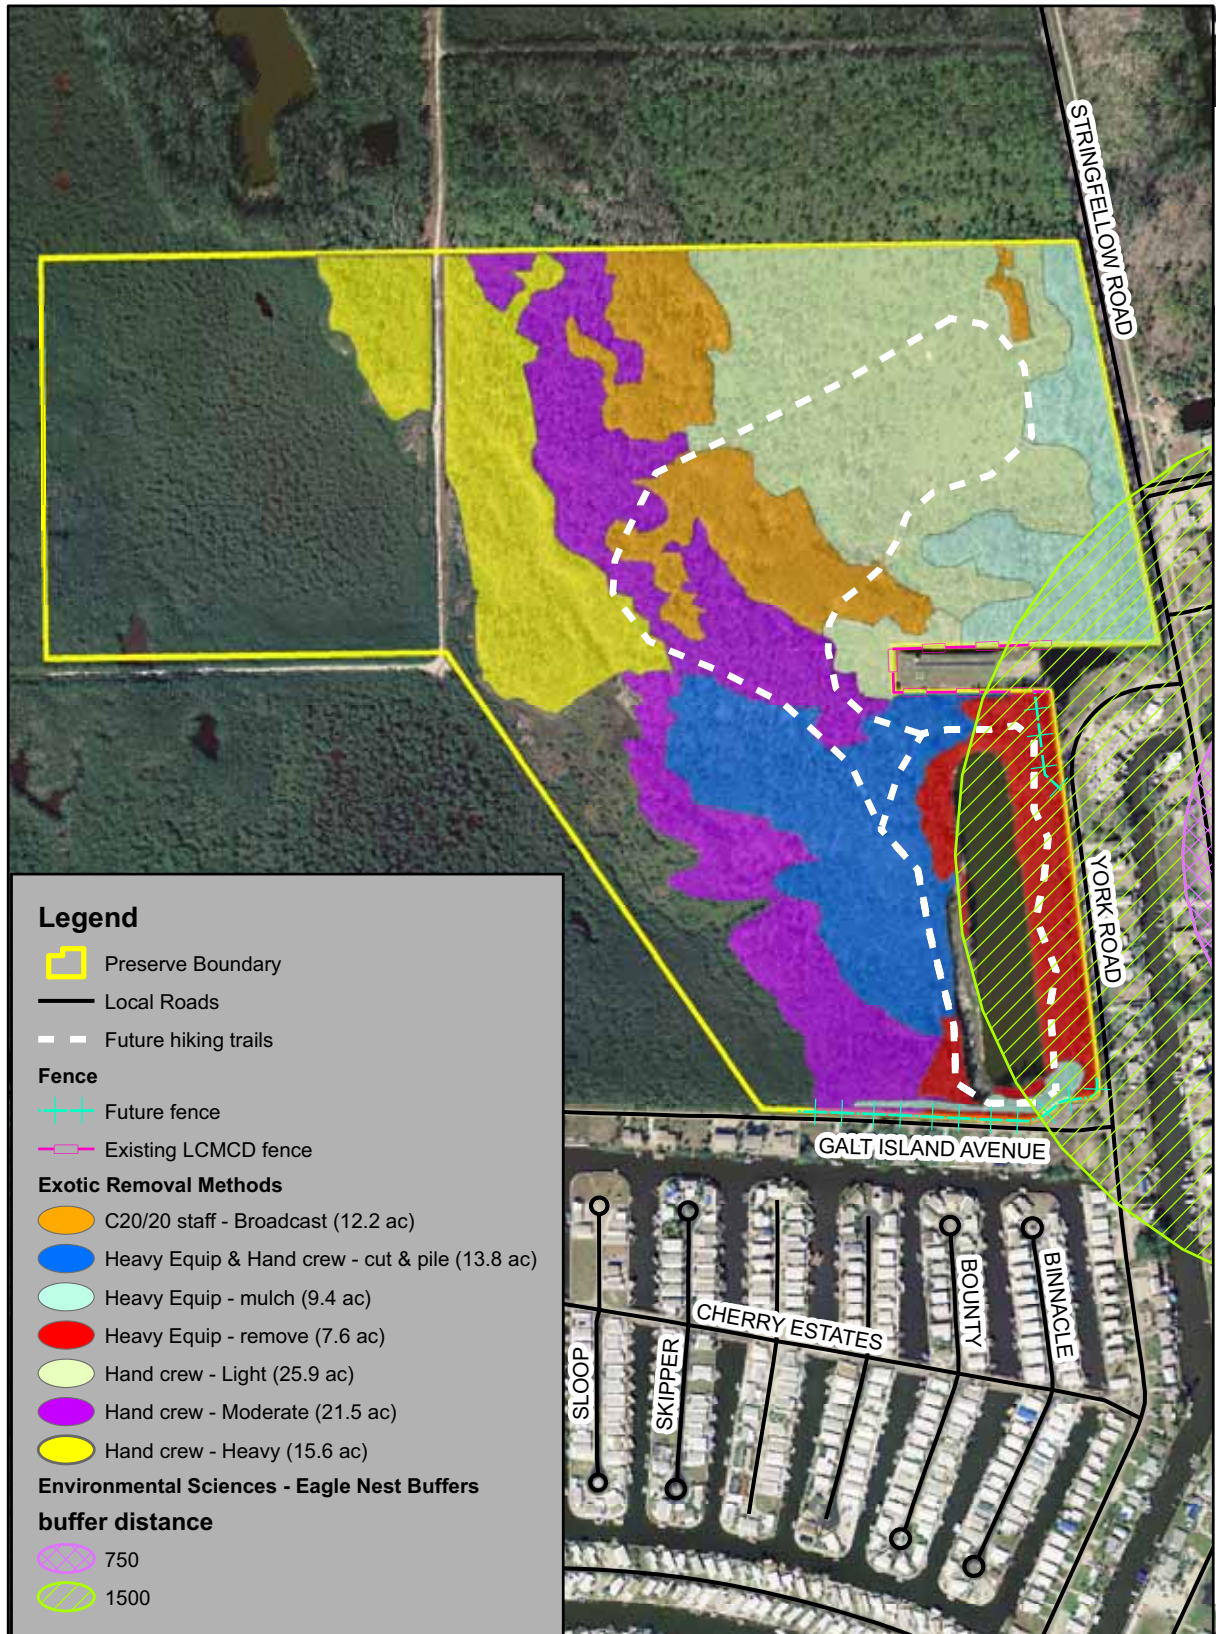 STRINGFELLOW ROAD
YORK ROAD
GALT ISLAND AVENUE
CHERRY ESTATES
SLOOP
SKIPPER
BOUNTY
BINNACLE
Legend
Preserve Boundary
Local Roads
Future hiking trails
Fence
Future fence
Existing LCMCD fence
Exotic Removal Methods
C20/20 staff - Broadcast (12.2 ac)
Heavy Equip & Hand crew - cut & pile (13.8 ac)
Heavy Equip - mulch (9.4 ac)
Heavy Equip - remove (7.6 ac)
Hand crew - Light (25.9 ac)
Hand crew - Moderate (21.5 ac)
Hand crew - Heavy (15.6 ac)
Environmental Sciences - Eagle Nest Buffers
buffer distance
750
1500